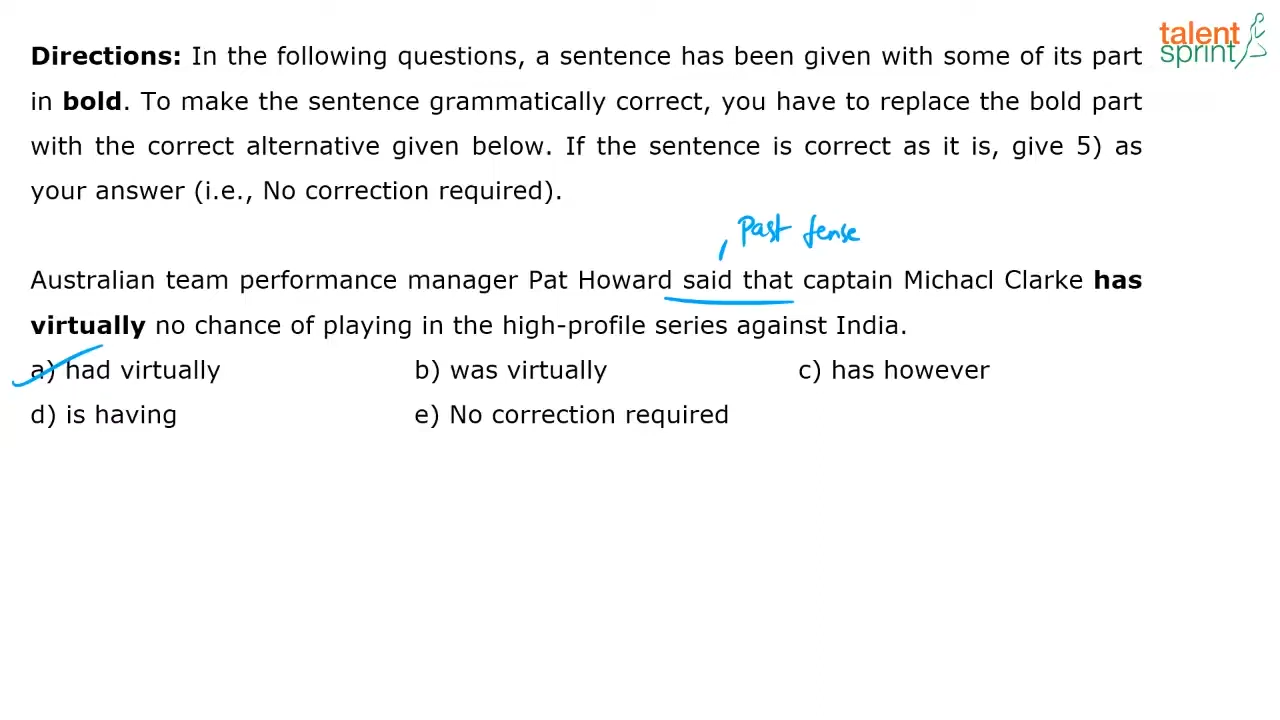 talent
sprint
Directions: In the following questions, a sentence has been given with some of its part
in bold. To make the sentence grammatically correct, you have to replace the bold part
with the correct alternative given below. If the sentence is correct as it is, give 5) as
your answer (i.e., No correction required).
Past tense
Australian team performance manager Pat Howard said that captain Michacl Clarke has
virtually no chance of playing in the high-profile series against India.
a) had virtually b) was virtually c) has however
d) is having e) No correction required